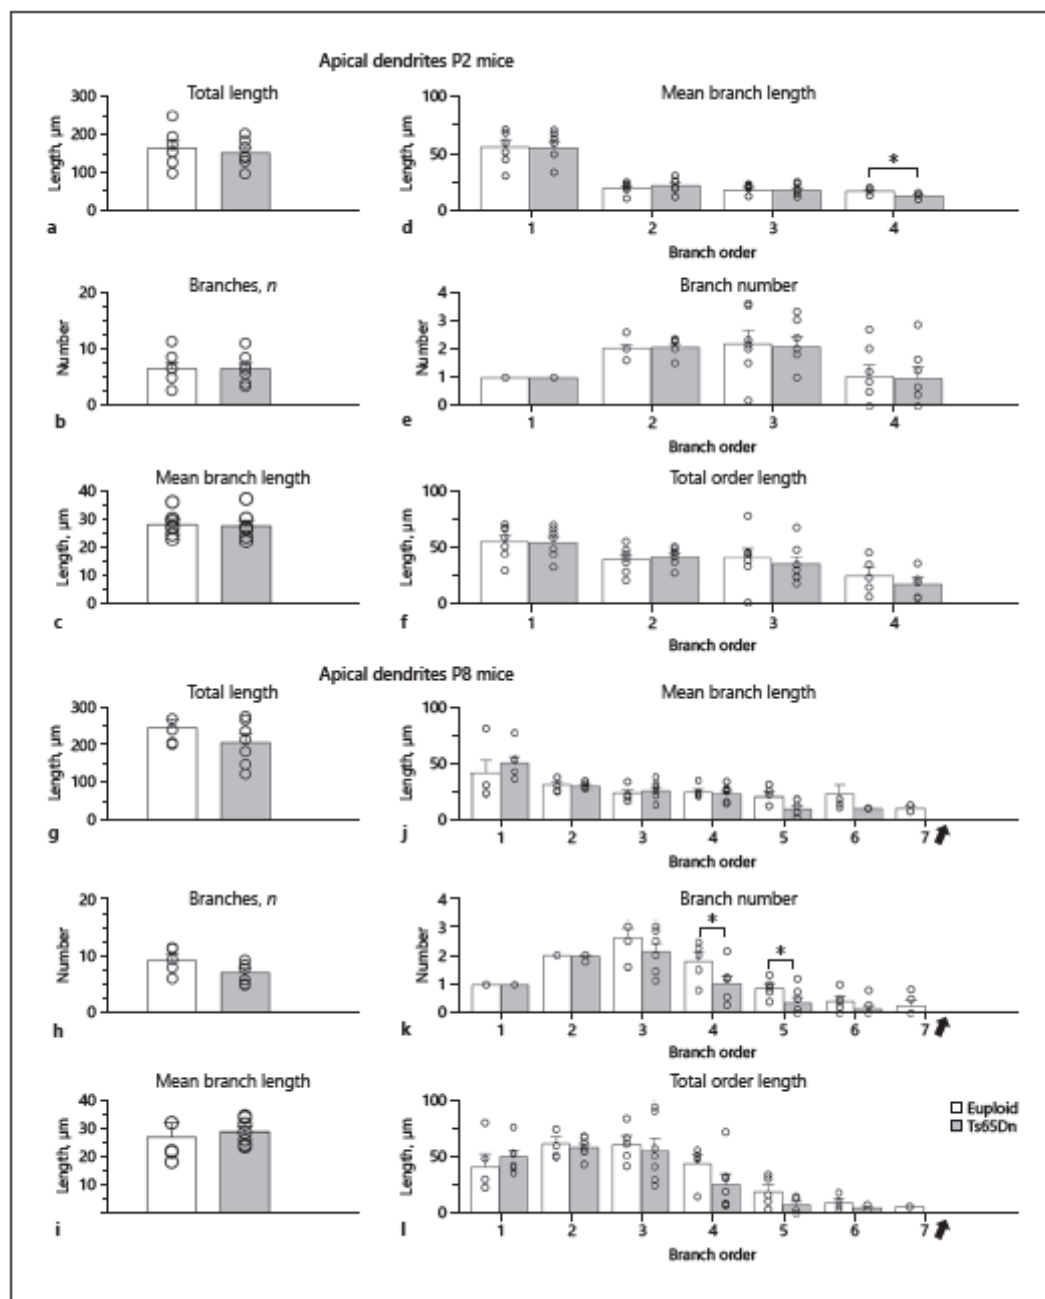 Apical dendrites P2 mice
Total length
300
200
100
0
Length, µm
a
Mean branch length
100
50
0
Length, µm
*
1 2 3 4
d
Branch order
Branches, n
20
10
0
Number
b
Branch number
4
3
2
1
0
Number
1 2 3 4
e
Branch order
Mean branch length
40
30
20
10
0
Length, µm
c
Total order length
100
50
0
Length, µm
1 2 3 4
f
Branch order
Apical dendrites P8 mice
Total length
300
200
100
0
Length, µm
g
Mean branch length
100
50
0
Length, µm
1 2 3 4 5 6 7
j
Branch order
Branches, n
20
10
0
Number
h
Branch number
4
3
2
1
0
Number
* *
1 2 3 4 5 6 7
k
Branch order
Mean branch length
40
30
20
10
Length, µm
i
Total order length
100
50
0
Length, µm
Euploid
Ts65Dn
1 2 3 4 5 6 7
l
Branch order